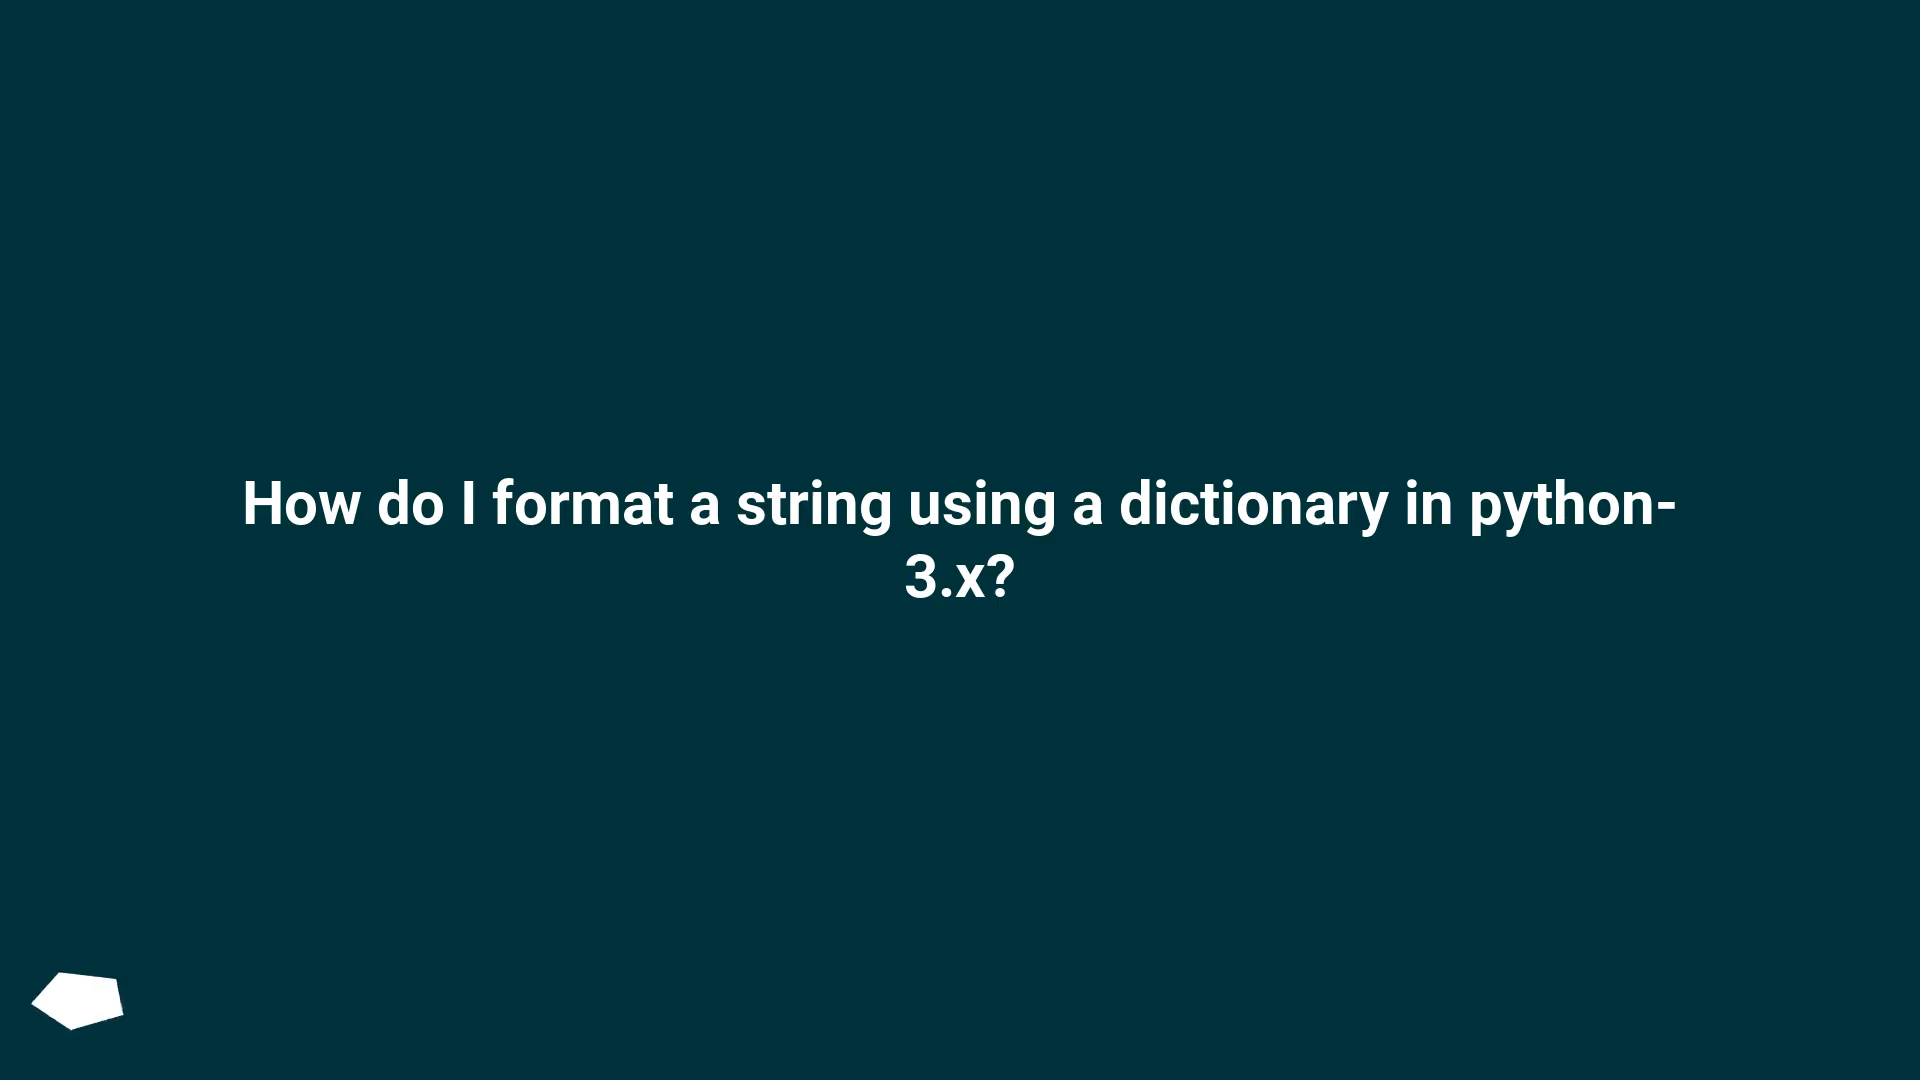 How do I format a string using a dictionary in python-
3.x?